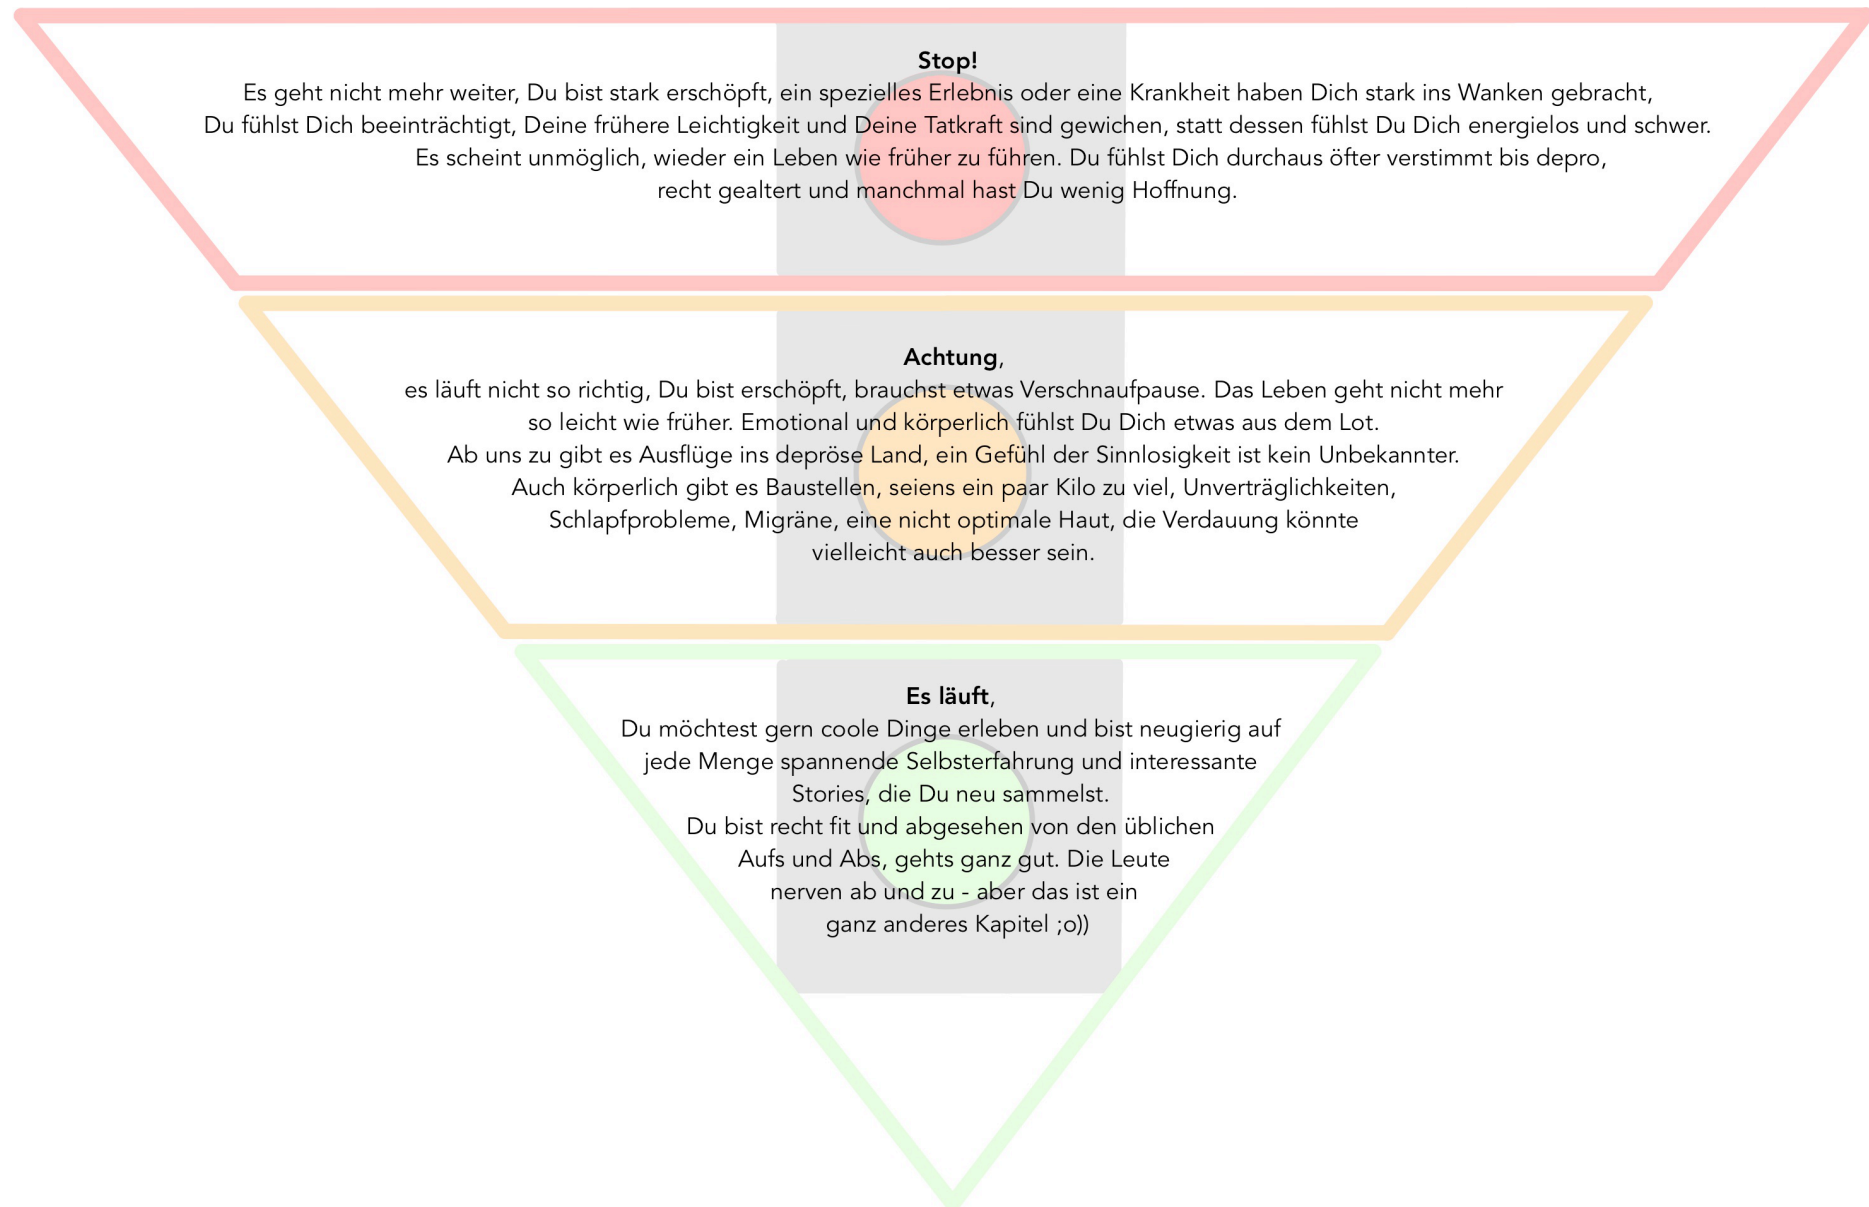 Stop!
Es geht nicht mehr weiter, Du bist stark erschöpft, ein spezielles Erlebnis oder eine Krankheit haben Dich stark ins Wanken gebracht,
Du fühlst Dich beeinträchtigt, Deine frühere Leichtigkeit und Deine Tatkraft sind gewichen, statt dessen fühlst Du Dich energielos und schwer.
Es scheint unmöglich, wieder ein Leben wie früher zu führen. Du fühlst Dich durchaus öfter verstimmt bis depro,
recht gealtert und manchmal hast Du wenig Hoffnung.
Achtung,
es läuft nicht so richtig, Du bist erschöpft, brauchst etwas Verschnaufpause. Das Leben geht nicht mehr
so leicht wie früher. Emotional und körperlich fühlst Du Dich etwas aus dem Lot.
Ab uns zu gibt es Ausflüge ins depröse Land, ein Gefühl der Sinnlosigkeit ist kein Unbekannter.
Auch körperlich gibt es Baustellen, seiens ein paar Kilo zu viel, Unverträglichkeiten,
Schlapfprobleme, Migräne, eine nicht optimale Haut, die Verdauung könnte
vielleicht auch besser sein.
Es läuft,
Du möchtest gern coole Dinge erleben und bist neugierig auf
jede Menge spannende Selbsterfahrung und interessante
Stories, die Du neu sammelst.
Du bist recht fit und abgesehen von den üblichen
Aufs und Abs, gehts ganz gut. Die Leute
nerven ab und zu - aber das ist ein
ganz anderes Kapitel ;o))